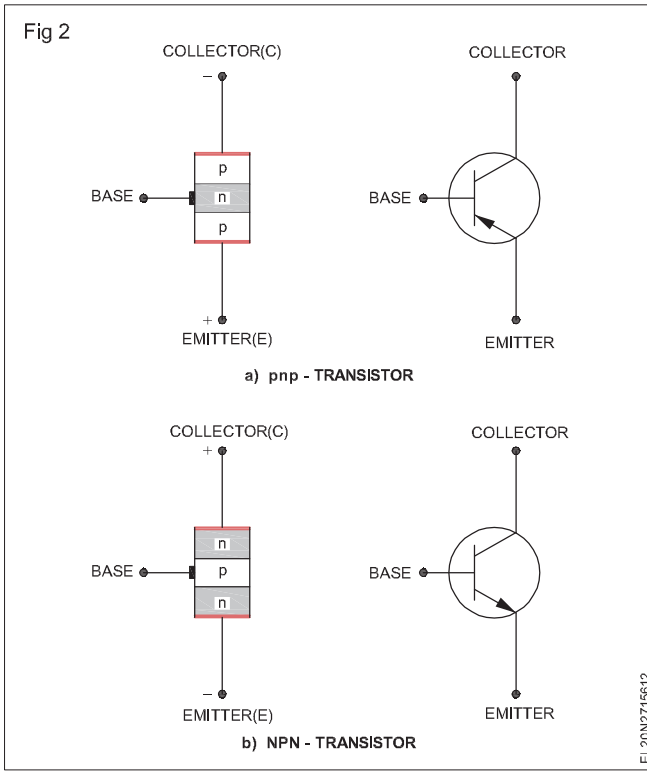 Fig 2
COLLECTOR(C)
COLLECTOR
–
p
BASE
n
BASE
p
+
EMITTER(E)
EMITTER
a) pnp - TRANSISTOR
COLLECTOR(C)
COLLECTOR
+
n
BASE
p
BASE
n
–
EMITTER(E)
EMITTER
b) NPN - TRANSISTOR